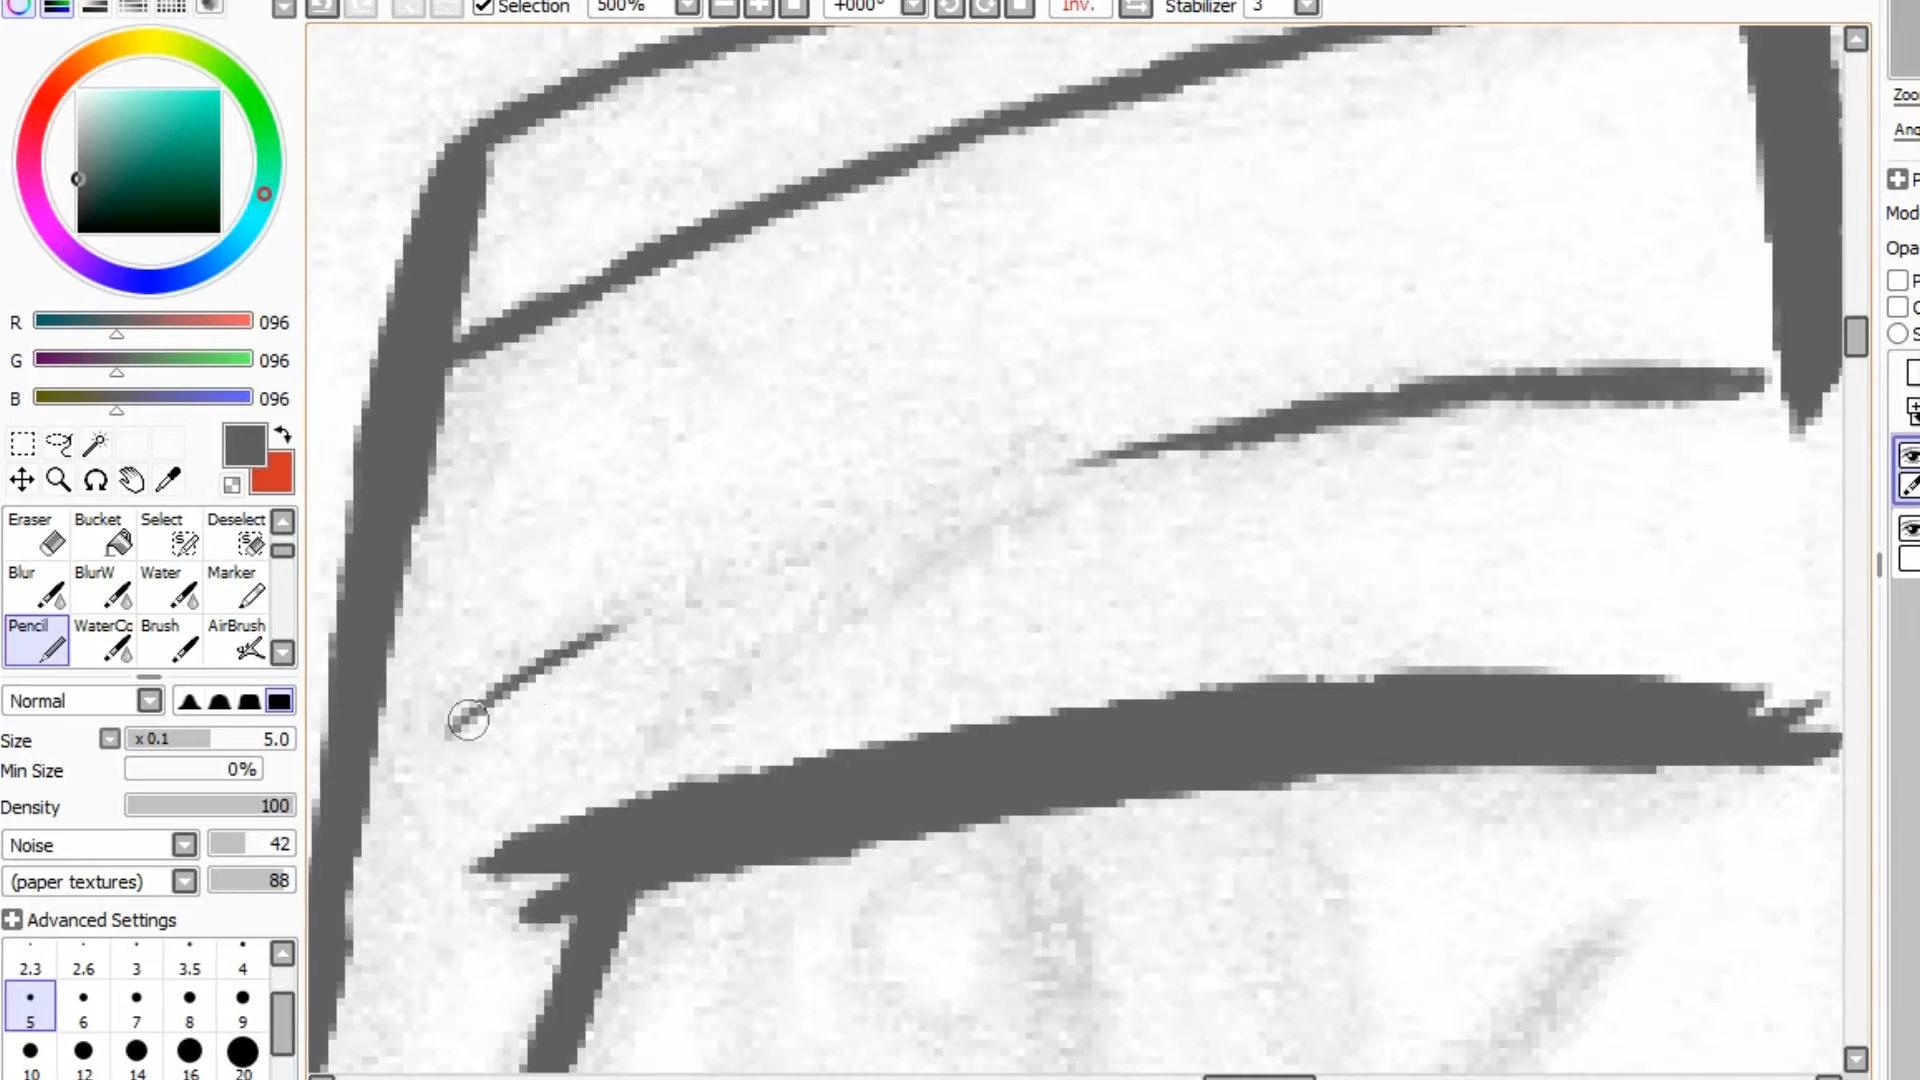 Selection 500% +000° Inv. Stabilizer 3
Zoo
Ang
R 096
G 096
B 096
P
Mod
Opa
P
C
S
Eraser Bucket Select Deselect
Blur BlurW Water Marker
Pencil WaterCo Brush AirBrush
Normal
Size x 0.1 5.0
Min Size 0%
Density 100
Noise 42
(paper textures) 88
Advanced Settings
2.3 2.6 3 3.5 4
5 6 7 8 9
10 12 14 16 20